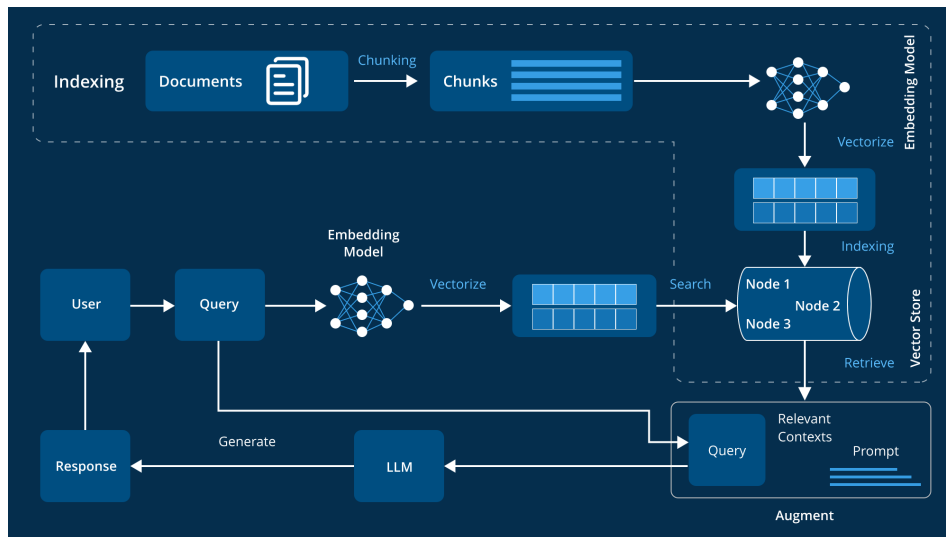 Indexing
Documents
Chunking
Chunks
Embedding Model
Vectorize
Indexing
Embedding
Model
User
Query
Vectorize
Search
Node 1
Node 2
Node 3
Vector Store
Retrieve
Response
Generate
LLM
Query
Relevant
Contexts
Prompt
Augment